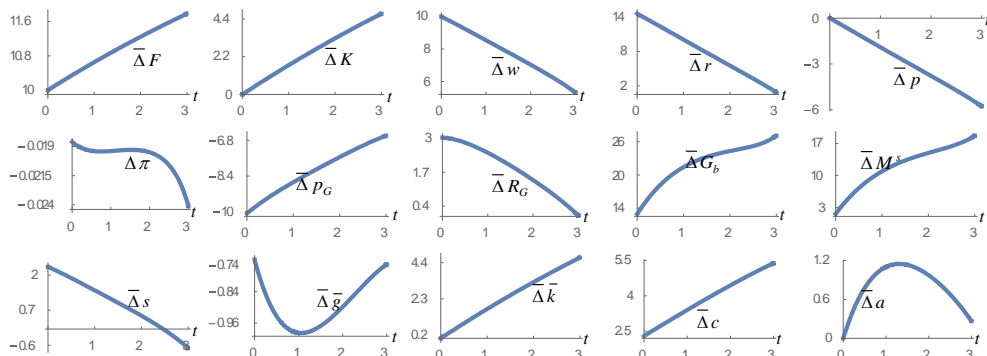 11.6
10.8
10
0 1 2 3 t
Δ̅ F
4.4
2.2
0
0 1 2 3 t
Δ̅ K
10
8
6
0 1 2 3 t
Δ̅ w
14
8
2
0 1 2 3 t
Δ̅ r
0
−3
−6
1 2 3 t
Δ̅ p
−0.019
−0.0215
−0.024
0 1 2 3 t
Δπ
−6.8
−8.4
−10
0 1 2 3 t
Δ̅ p_G
3
1.7
0.4
0 1 2 3 t
Δ̅ R_G
26
20
14
0 1 2 3 t
Δ̅ G_b
17
10
3
0 1 2 3 t
Δ̅ M^s
2
0.7
−0.6
0 1 2 3 t
Δ̅ s
−0.74
−0.84
−0.96
0 1 2 3 t
Δ̅ g̅
4.4
2.3
0.2
0 1 2 3 t
Δ̅ k̅
5.5
4
2.5
0 1 2 3 t
Δ̅ c
1.2
0.6
0
0 1 2 3 t
Δ̅ a